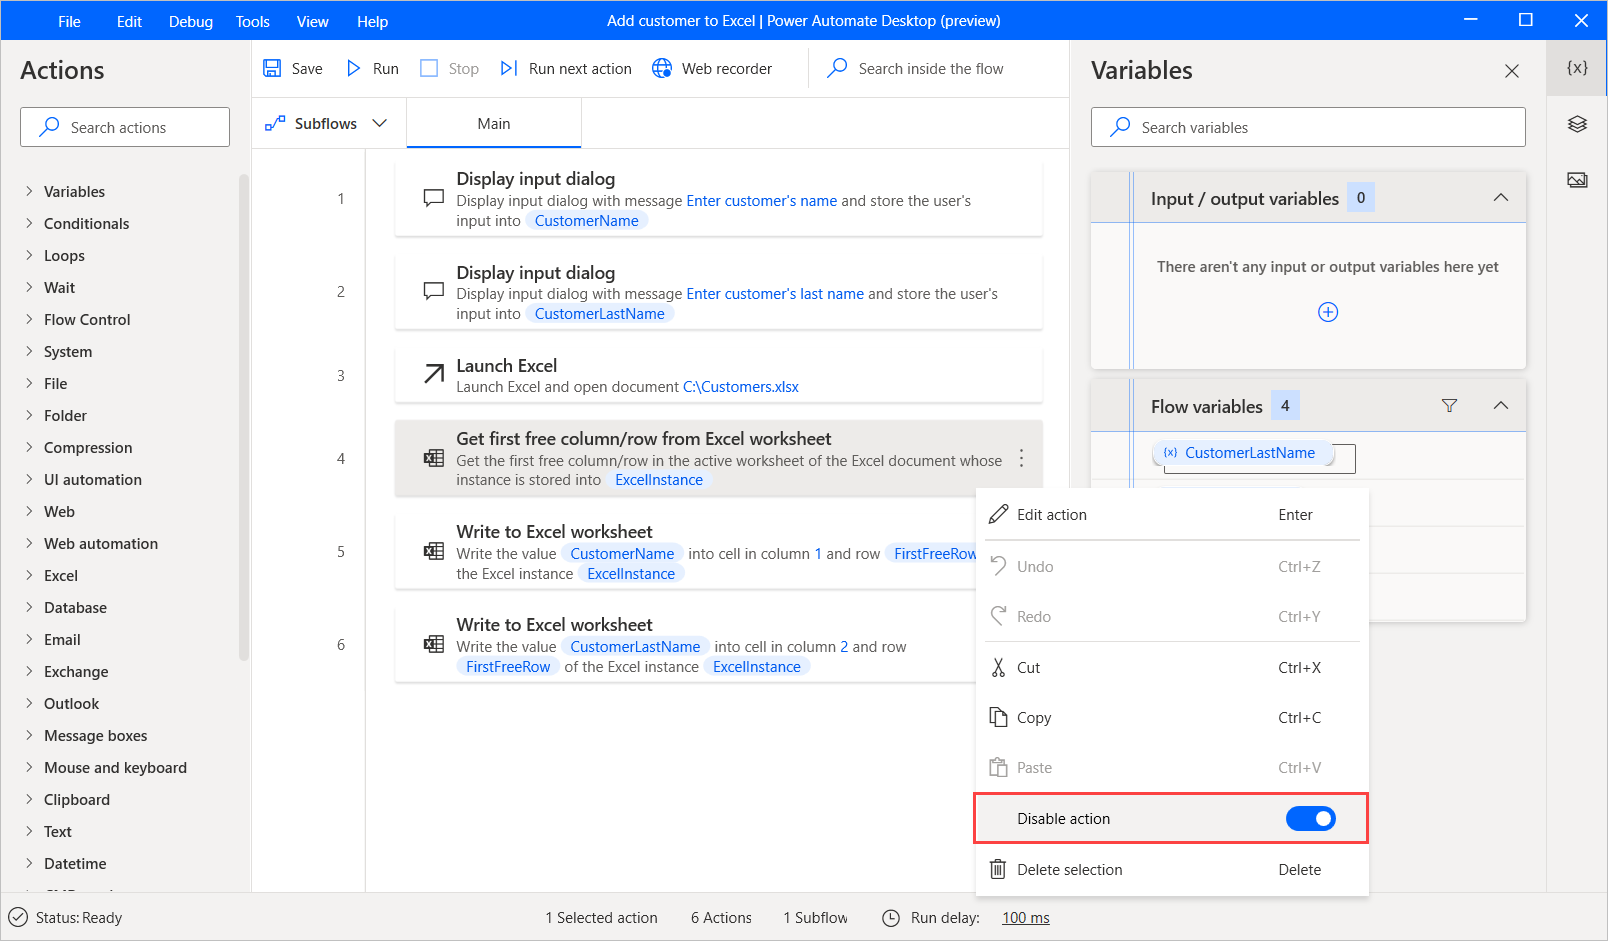 File Edit Debug Tools View Help
Add customer to Excel | Power Automate Desktop (preview)
Actions
Search actions
Variables
Conditionals
Loops
Wait
Flow Control
System
File
Folder
Compression
UI automation
Web
Web automation
Excel
Database
Email
Exchange
Outlook
Message boxes
Mouse and keyboard
Clipboard
Text
Datetime
Save Run Stop Run next action Web recorder Search inside the flow
Subflows Main
1
Display input dialog
Display input dialog with message Enter customer's name and store the user's
input into CustomerName
2
Display input dialog
Display input dialog with message Enter customer's last name and store the user's
input into CustomerLastName
3
Launch Excel
Launch Excel and open document C:\Customers.xlsx
4
Get first free column/row from Excel worksheet
Get the first free column/row in the active worksheet of the Excel document whose
instance is stored into ExcelInstance
5
Write to Excel worksheet
Write the value CustomerName into cell in column 1 and row FirstFreeRow
the Excel instance ExcelInstance
6
Write to Excel worksheet
Write the value CustomerLastName into cell in column 2 and row
FirstFreeRow of the Excel instance ExcelInstance
Variables
{x}
Search variables
Input / output variables 0
There aren't any input or output variables here yet
Flow variables 4
{x} CustomerLastName
Edit action Enter
Undo Ctrl+Z
Redo Ctrl+Y
Cut Ctrl+X
Copy Ctrl+C
Paste Ctrl+V
Disable action
Delete selection Delete
Status: Ready
1 Selected action 6 Actions 1 Subflow Run delay: 100 ms